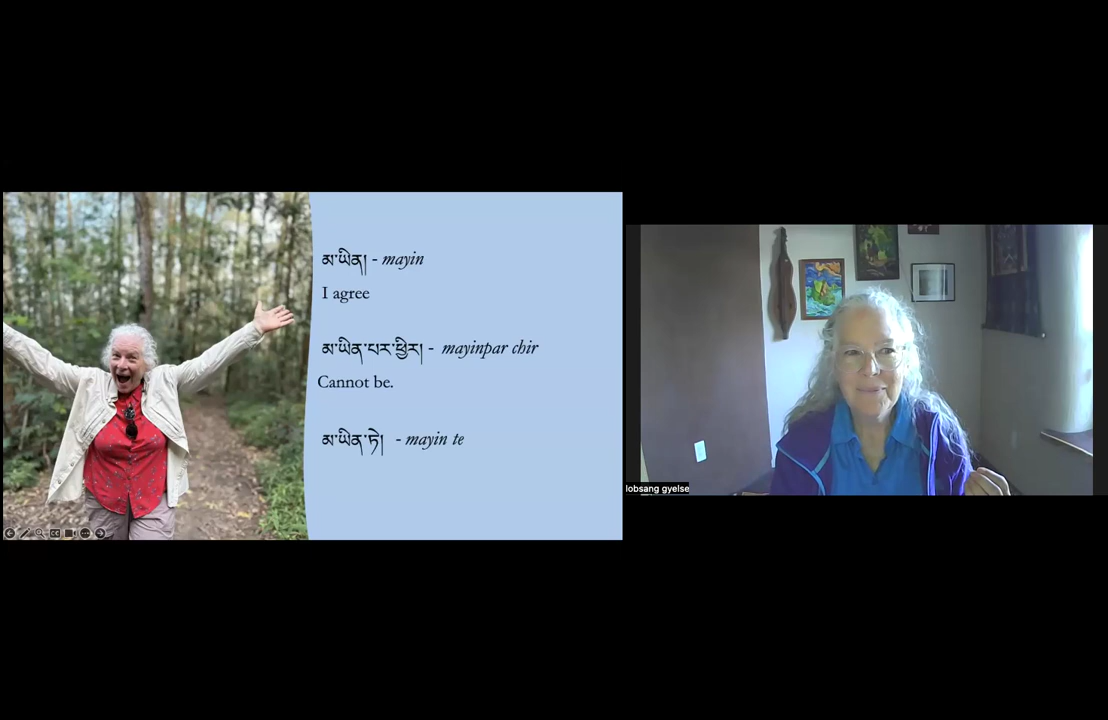 མ་ཡིན། - mayin
I agree
མ་ཡིན་པར་ཕྱིར། - mayinpar chir
Cannot be.
མ་ཡིན་ཏེ། - mayin te
lobsang gyelse